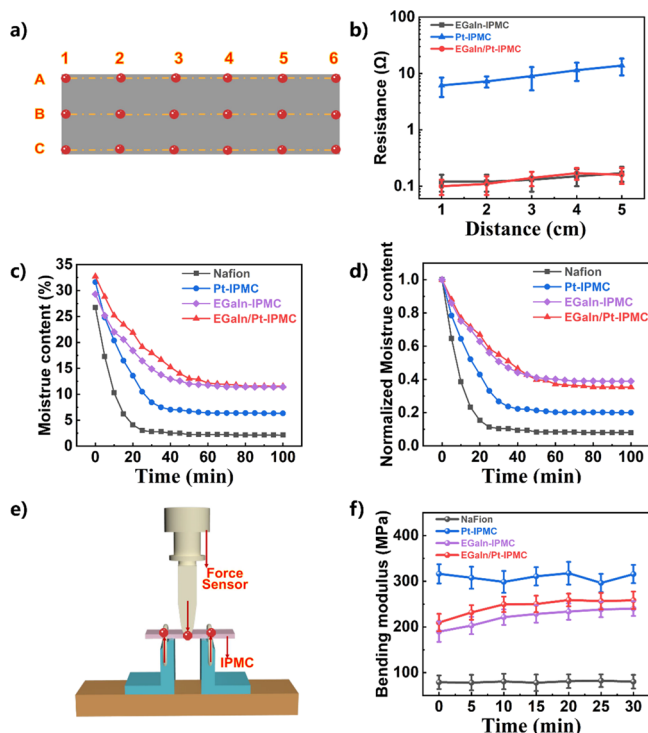 a)
1 2 3 4 5 6
A
B
C
b)
EGaIn-IPMC
Pt-IPMC
EGaIn/Pt-IPMC
Resistance (Ω)
100
10
1
0.1
1 2 3 4 5
Distance (cm)
c)
Nafion
Pt-IPMC
EGaIn-IPMC
EGaIn/Pt-IPMC
Moistrue content (%)
35
30
25
20
15
10
5
0
0 20 40 60 80 100
Time (min)
d)
Nafion
Pt-IPMC
EGaIn-IPMC
EGaIn/Pt-IPMC
Normalized Moistrue content
1.0
0.8
0.6
0.4
0.2
0.0
0 20 40 60 80 100
Time (min)
e)
Force
Sensor
IPMC
f)
NaFion
Pt-IPMC
EGaIn-IPMC
EGaIn/Pt-IPMC
Bending modulus (MPa)
400
300
200
100
0 5 10 15 20 25 30
Time (min)